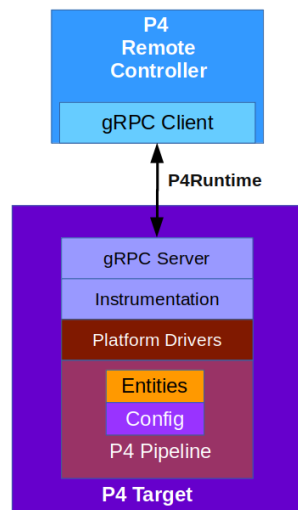 P4
Remote
Controller
gRPC Client
P4Runtime
gRPC Server
Instrumentation
Platform Drivers
Entities
Config
P4 Pipeline
P4 Target